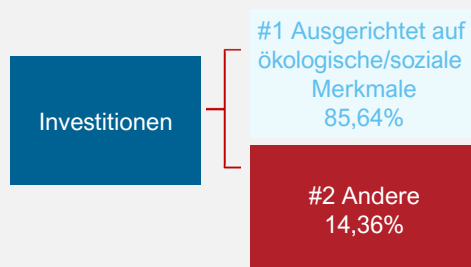 Investitionen
#1 Ausgerichtet auf
ökologische/soziale
Merkmale
85,64%
#2 Andere
14,36%